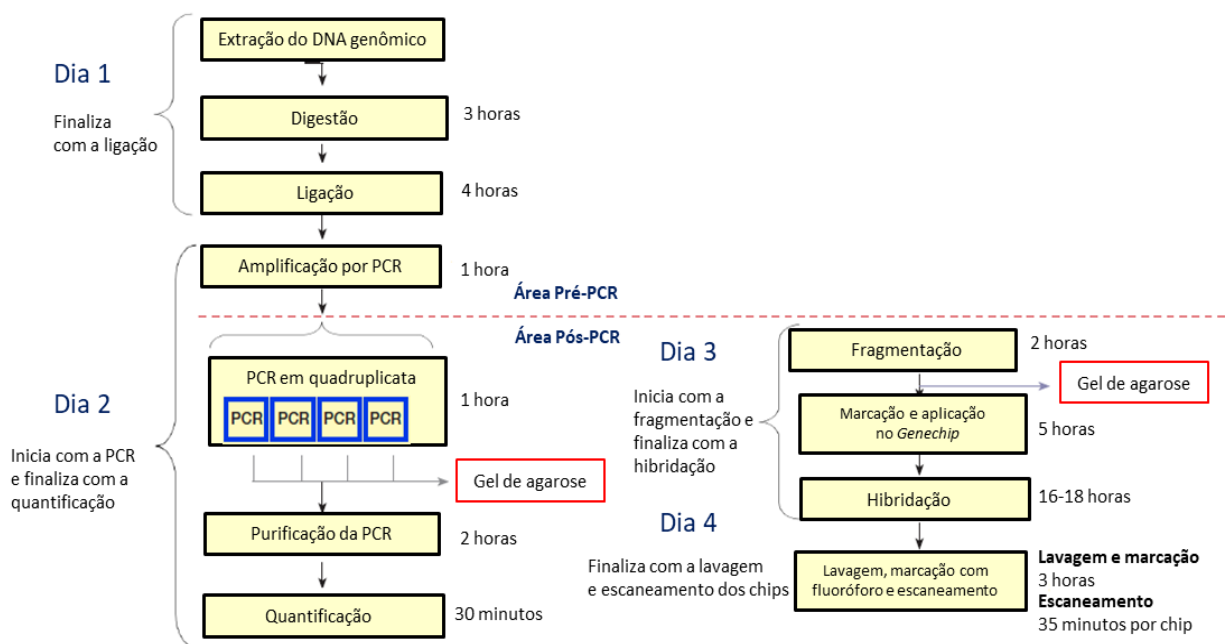 Extração do DNA genômico
Dia 1
Finaliza
com a ligação
Digestão
3 horas
Ligação
4 horas
Amplificação por PCR
1 hora
Área Pré-PCR
Área Pós-PCR
Dia 2
Inicia com a PCR
e finaliza com a
quantificação
PCR em quadruplicata
PCR PCR PCR PCR
1 hora
Gel de agarose
Purificação da PCR
2 horas
Quantificação
30 minutos
Dia 3
Inicia com a
fragmentação e
finaliza com a
hibridação
Fragmentação
2 horas
Gel de agarose
Marcação e aplicação
no Genechip
5 horas
Hibridação
16-18 horas
Dia 4
Finaliza com a lavagem
e escaneamento dos chips
Lavagem, marcação com
fluoróforo e escaneamento
Lavagem e marcação
3 horas
Escaneamento
35 minutos por chip